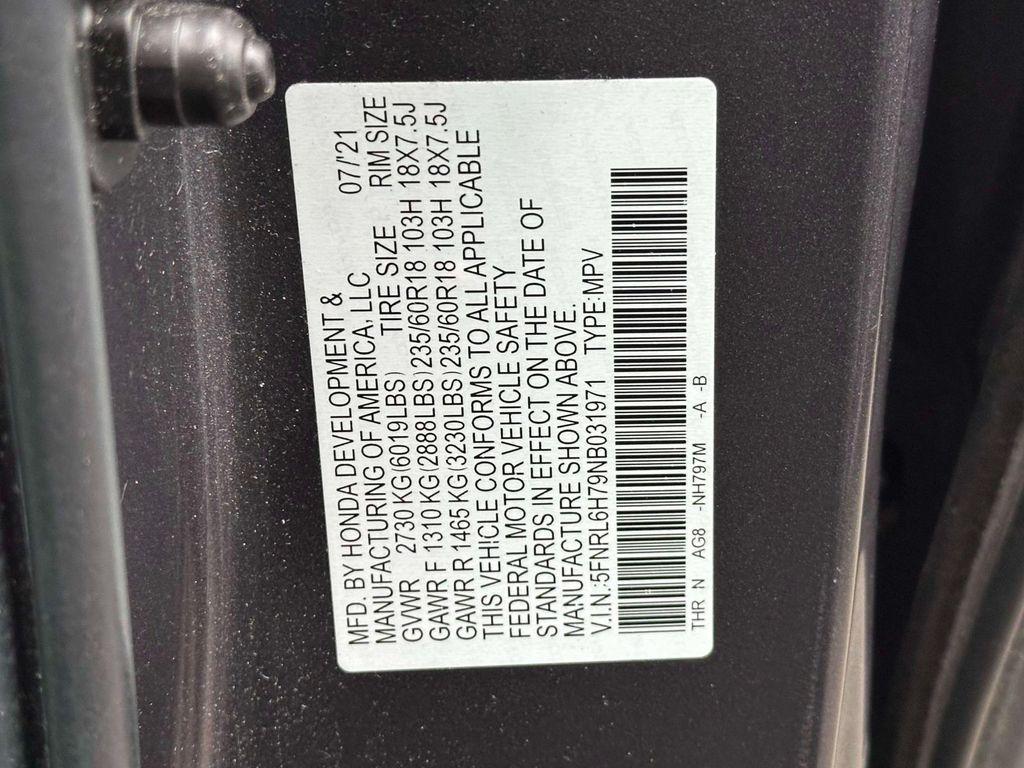 MFD. BY HONDA DEVELOPMENT &
MANUFACTURING OF AMERICA, LLC 07/'21
GVWR 2730 KG(6019LBS) TIRE SIZE RIM SIZE
GAWR F 1310 KG(2888LBS)235/60R18 103H 18X7.5J
GAWR R 1465 KG(3230LBS)235/60R18 103H 18X7.5J
THIS VEHICLE CONFORMS TO ALL APPLICABLE
FEDERAL MOTOR VEHICLE SAFETY
STANDARDS IN EFFECT ON THE DATE OF
MANUFACTURE SHOWN ABOVE.
V.I.N.:5FNRL6H79NB031971 TYPE:MPV
THR N AG8 -NH797M -A -B